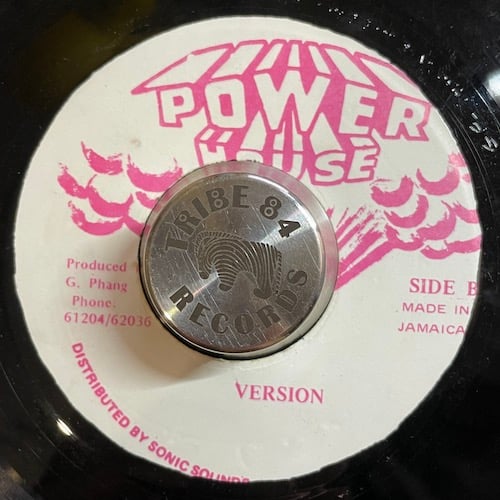 POWER
HOUSE
TRIBE 84
RECORDS
Produced
G. Phang
Phone.
61204/62036
SIDE B
MADE IN
JAMAICA
VERSION
DISTRIBUTED BY SONIC SOUNDS